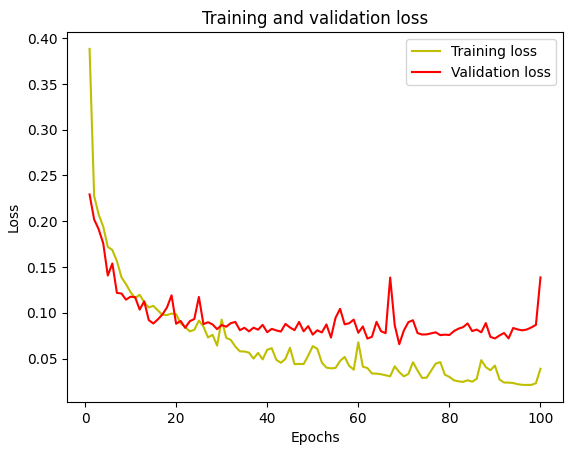 Training and validation loss
Training loss
Validation loss
0.40
0.35
0.30
0.25
0.20
0.15
0.10
0.05
Loss
0
20
40
60
80
100
Epochs